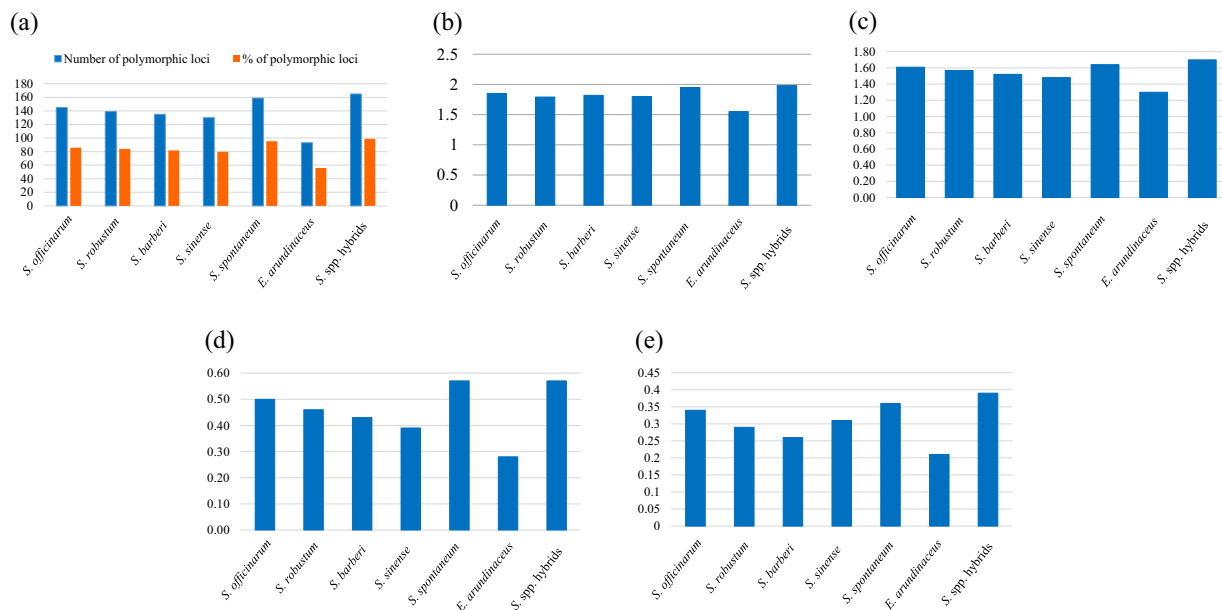 (a)
Number of polymorphic loci
% of polymorphic loci
180
160
140
120
100
80
60
40
20
0
S. officinarum
S. robustum
S. barberi
S. sinense
S. spontaneum
E. arundinaceus
S. spp. hybrids
(b)
2.5
2
1.5
1
0.5
0
S. officinarum
S. robustum
S. barberi
S. sinense
S. spontaneum
E. arundinaceus
S. spp. hybrids
(c)
1.80
1.60
1.40
1.20
1.00
0.80
0.60
0.40
0.20
0.00
S. officinarum
S. robustum
S. barberi
S. sinense
S. spontaneum
E. arundinaceus
S. spp. hybrids
(d)
0.60
0.50
0.40
0.30
0.20
0.10
0.00
S. officinarum
S. robustum
S. barberi
S. sinense
S. spontaneum
E. arundinaceus
S. spp. hybrids
(e)
0.45
0.4
0.35
0.3
0.25
0.2
0.15
0.1
0.05
0
S. officinarum
S. robustum
S. barberi
S. sinense
S. spontaneum
E. arundinaceus
S. spp. hybrids